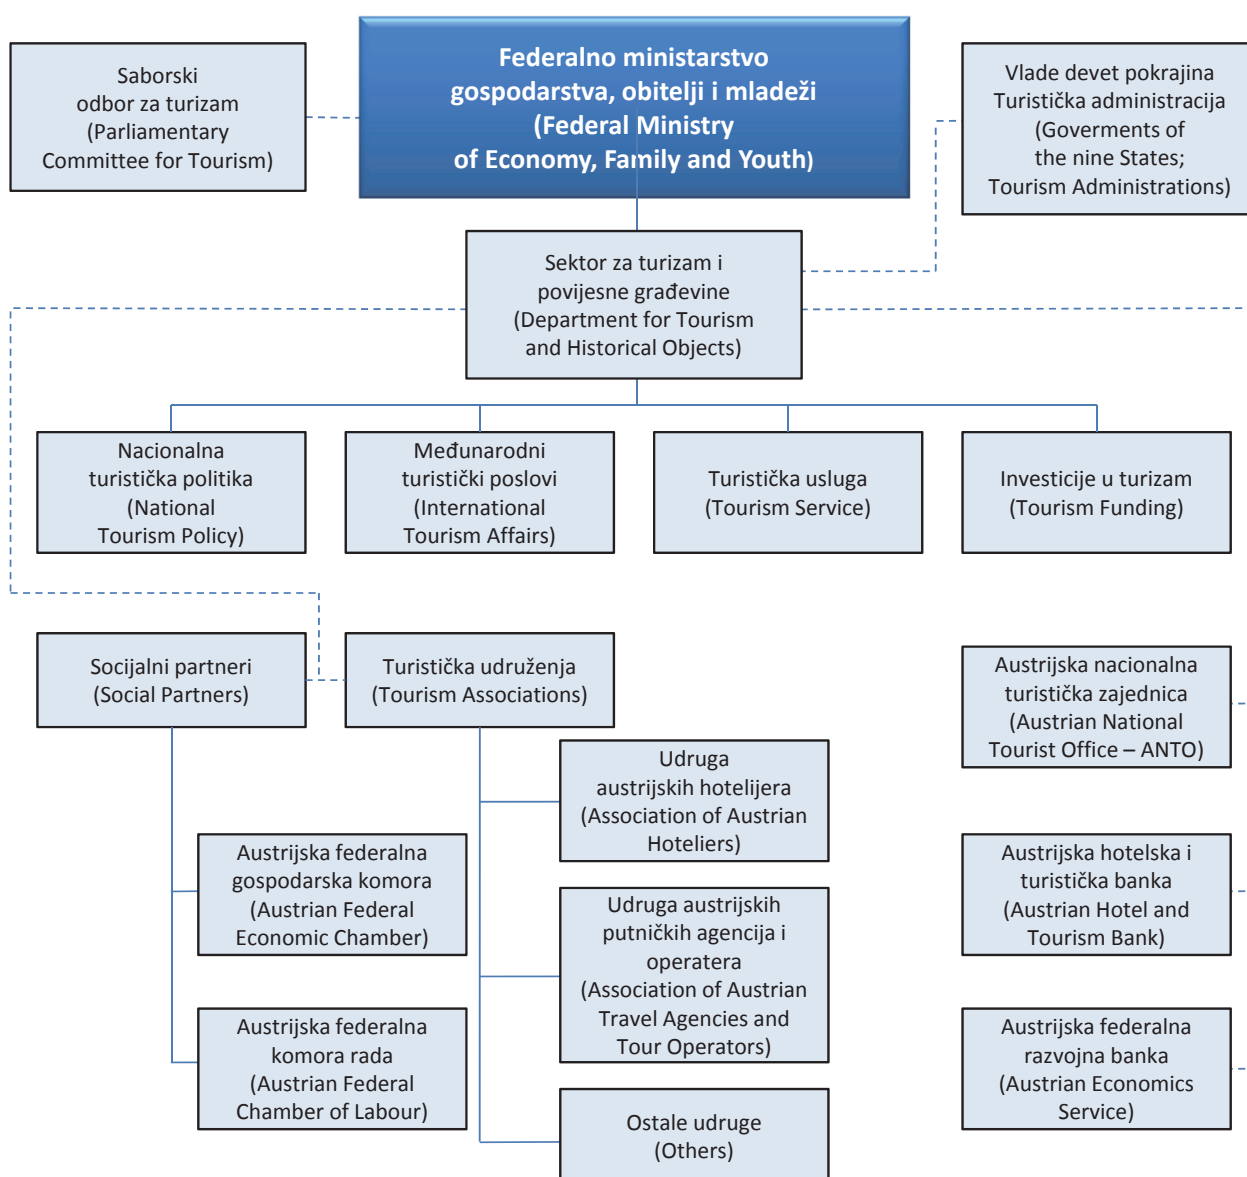 Saborski
odbor za turizam
(Parliamentary
Committee for Tourism)
Federalno ministarstvo
gospodarstva, obitelji i mladeži
(Federal Ministry
of Economy, Family and Youth)
Vlade devet pokrajina
Turistička administracija
(Goverments of
the nine States;
Tourism Administrations)
Sektor za turizam i
povijesne građevine
(Department for Tourism
and Historical Objects)
Nacionalna
turistička politika
(National
Tourism Policy)
Međunarodni
turistički poslovi
(International
Tourism Affairs)
Turistička usluga
(Tourism Service)
Investicije u turizam
(Tourism Funding)
Socijalni partneri
(Social Partners)
Turistička udruženja
(Tourism Associations)
Austrijska nacionalna
turistička zajednica
(Austrian National
Tourist Office – ANTO)
Udruga
austrijskih hotelijera
(Association of Austrian
Hoteliers)
Austrijska federalna
gospodarska komora
(Austrian Federal
Economic Chamber)
Austrijska hotelska i
turistička banka
(Austrian Hotel and
Tourism Bank)
Udruga austrijskih
putničkih agencija i
operatera
(Association of Austrian
Travel Agencies and
Tour Operators)
Austrijska federalna
komora rada
(Austrian Federal
Chamber of Labour)
Austrijska federalna
razvojna banka
(Austrian Economics
Service)
Ostale udruge
(Others)